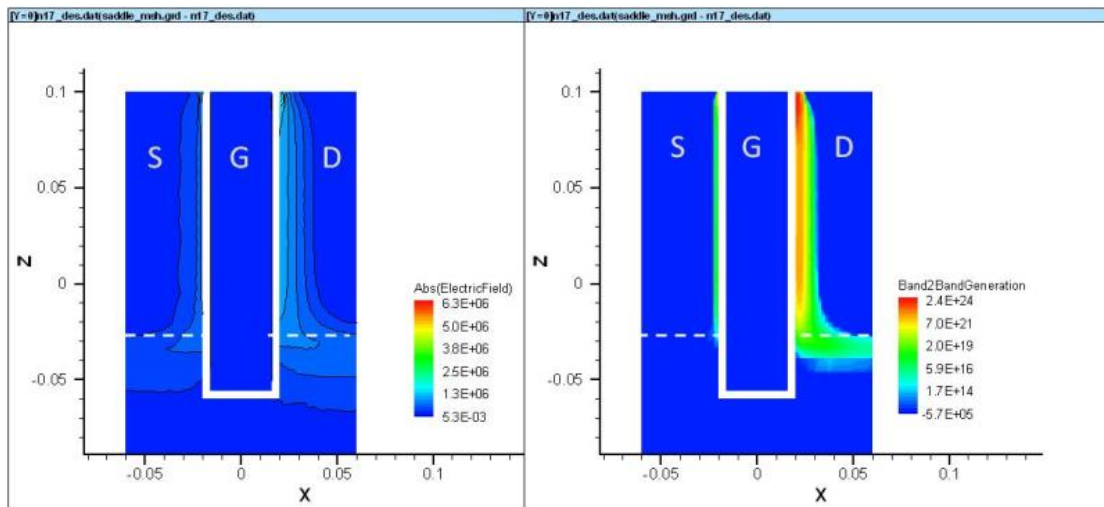 [Y=0]n17_des.dat(saddle_msh.grd - n17_des.dat)
0.1
0.05
0
-0.05
Z
S
G
D
Abs(ElectricField)
6.3E+06
5.0E+06
3.8E+06
2.5E+06
1.3E+06
5.3E-03
-0.05
0
0.05
0.1
X
[Y=0]n17_des.dat(saddle_msh.grd - n17_des.dat)
0.1
0.05
0
-0.05
Z
S
G
D
Band2BandGeneration
2.4E+24
7.0E+21
2.0E+19
5.9E+16
1.7E+14
-5.7E+05
-0.05
0
0.05
0.1
X